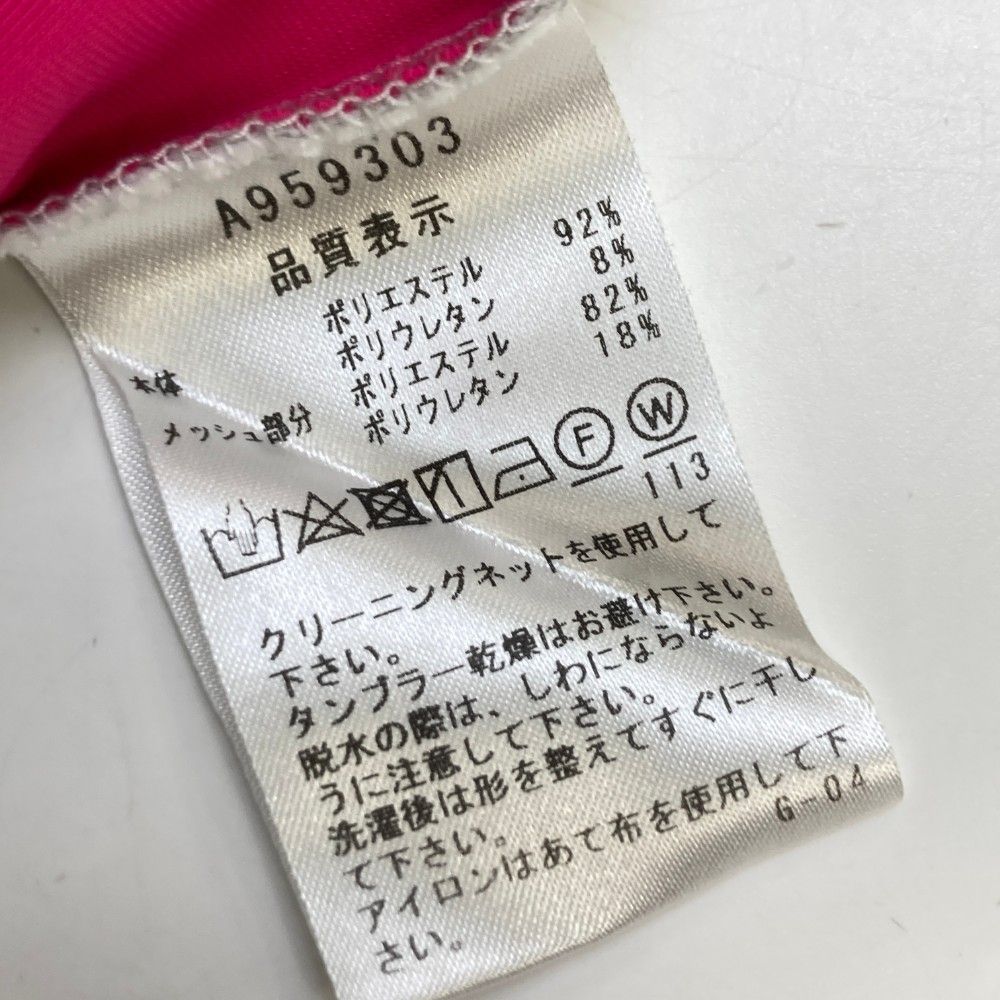 A959303
品質表示
本体 ポリエステル 92%
ポリウレタン 8%
メッシュ部分 ポリエステル 82%
ポリウレタン 18%
F W
113
クリーニングネットを使用して
下さい。
タンブラー乾燥はお避け下さい。
脱水の際は、しわにならないよ
うに注意して下さい。
洗濯後は形を整えてすぐに干し
て下さい。
アイロンはあて布を使用して下
さい。
G-04